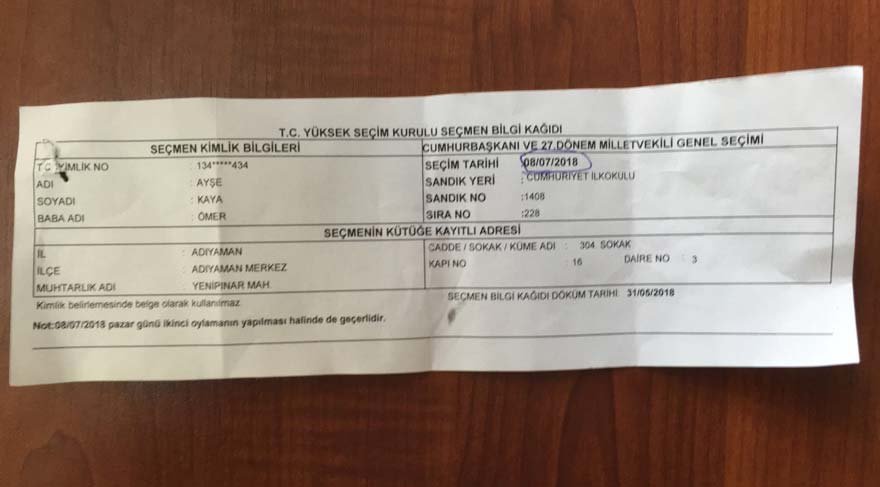 T.C. YÜKSEK SEÇİM KURULU SEÇMEN BİLGİ KAĞIDI
SEÇMEN KİMLİK BİLGİLERİ
T.C. KİMLİK NO : 134*****434
ADI : AYŞE
SOYADI : KAYA
BABA ADI : ÖMER
CUMHURBAŞKANI VE 27.DÖNEM MİLLETVEKİLİ GENEL SEÇİMİ
SEÇİM TARİHİ :08/07/2018
SANDIK YERİ : CUMHURİYET İLKOKULU
SANDIK NO :1408
SIRA NO :228
SEÇMENİN KÜTÜĞE KAYITLI ADRESİ
İL : ADIYAMAN
İLÇE : ADIYAMAN MERKEZ
MUHTARLIK ADI : YENİPINAR MAH.
CADDE / SOKAK / KÜME ADI : 304. SOKAK
KAPI NO : 16 DAİRE NO : 3
Kimlik belirlemesinde belge olarak kullanılmaz.
SEÇMEN BİLGİ KAĞIDI DÖKÜM TARİHİ: 31/05/2018
Not:08/07/2018 pazar günü ikinci oylamanın yapılması halinde de geçerlidir.